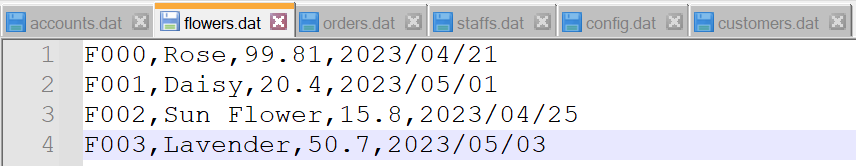 accounts.dat flowers.dat orders.dat staffs.dat config.dat customers.dat
1 F000,Rose,99.81,2023/04/21
2 F001,Daisy,20.4,2023/05/01
3 F002,Sun Flower,15.8,2023/04/25
4 F003,Lavender,50.7,2023/05/03